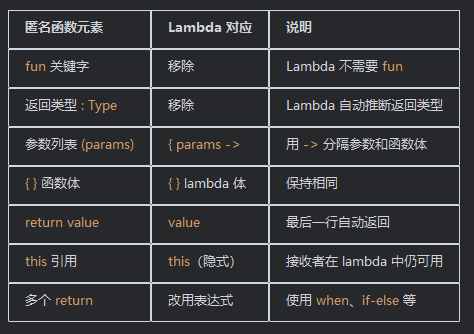 匿名函数元素 Lambda 对应 说明
fun 关键字 移除 Lambda 不需要 fun
返回类型 : Type 移除 Lambda 自动推断返回类型
参数列表 (params) { params -> 用 -> 分隔参数和函数体
{ } 函数体 { } lambda 体 保持相同
return value value 最后一行自动返回
this 引用 this（隐式） 接收者在 lambda 中仍可用
多个 return 改用表达式 使用 when、if-else 等